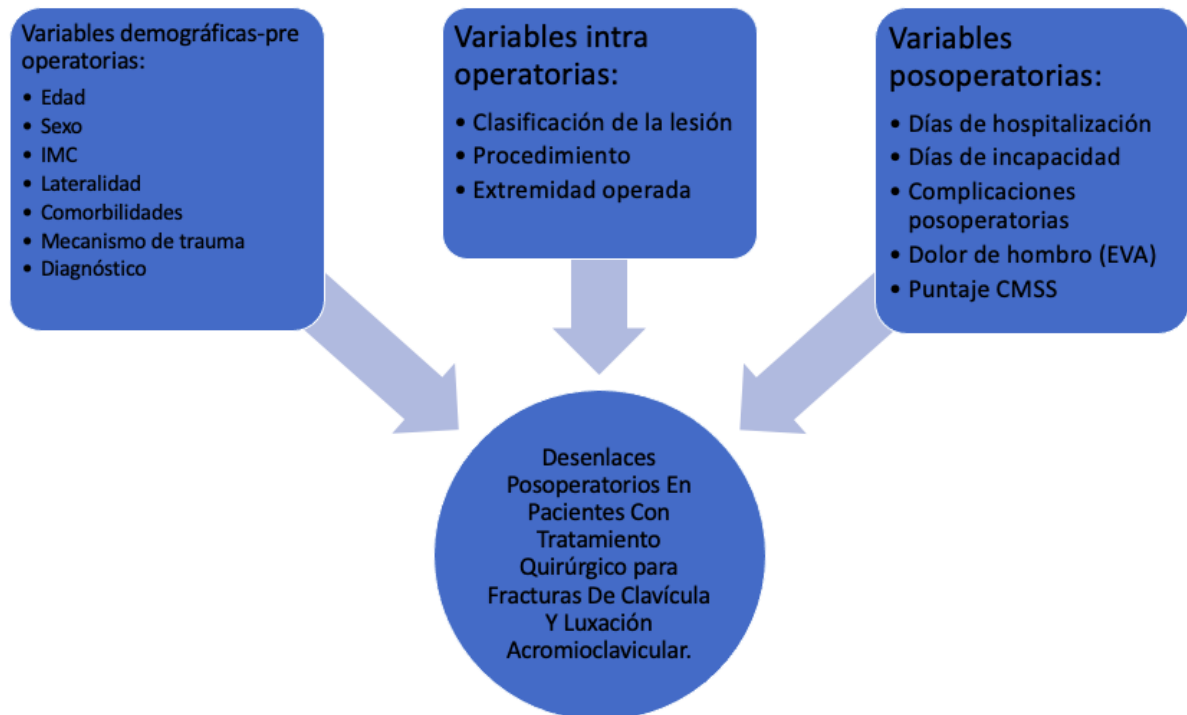 Variables demográficas-pre
operatorias:
• Edad
• Sexo
• IMC
• Lateralidad
• Comorbilidades
• Mecanismo de trauma
• Diagnóstico
Variables intra
operatorias:
• Clasificación de la lesión
• Procedimiento
• Extremidad operada
Variables
posoperatorias:
• Días de hospitalización
• Días de incapacidad
• Complicaciones
posoperatorias
• Dolor de hombro (EVA)
• Puntaje CMSS
Desenlaces
Posoperatorios En
Pacientes Con
Tratamiento
Quirúrgico para
Fracturas De Clavícula
Y Luxación
Acromioclavicular.